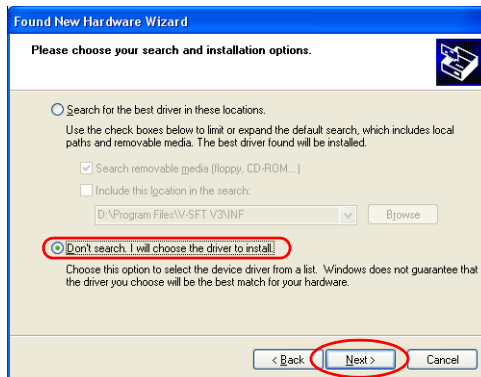 Found New Hardware Wizard
Please choose your search and installation options.
Search for the best driver in these locations.
Use the check boxes below to limit or expand the default search, which includes local
paths and removable media. The best driver found will be installed.
Search removable media (floppy, CD-ROM...)
Include this location in the search:
D:\Program Files\V-SFT V3\INF
Browse
Don't search. I will choose the driver to install.
Choose this option to select the device driver from a list. Windows does not guarantee that
the driver you choose will be the best match for your hardware.
< Back Next > Cancel